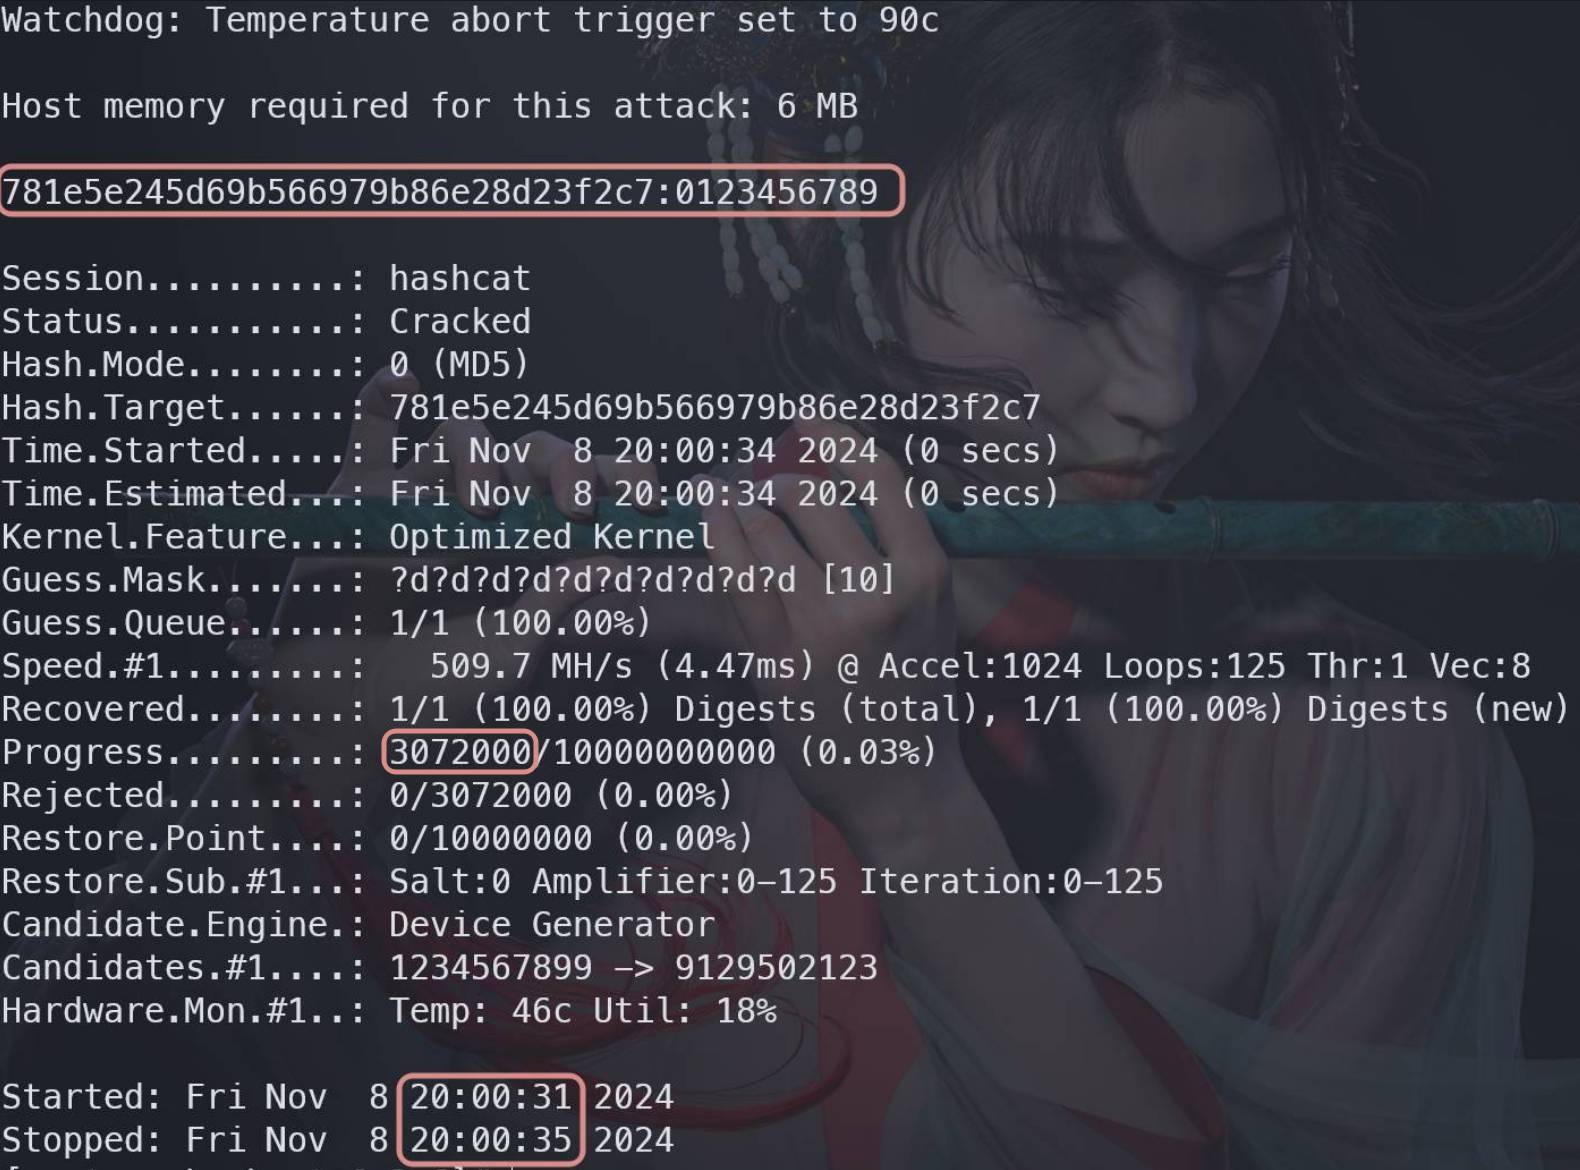 Watchdog: Temperature abort trigger set to 90c
Host memory required for this attack: 6 MB
781e5e245d69b566979b86e28d23f2c7:0123456789
Session..........: hashcat
Status...........: Cracked
Hash.Mode........: 0 (MD5)
Hash.Target......: 781e5e245d69b566979b86e28d23f2c7
Time.Started.....: Fri Nov  8 20:00:34 2024 (0 secs)
Time.Estimated...: Fri Nov  8 20:00:34 2024 (0 secs)
Kernel.Feature...: Optimized Kernel
Guess.Mask.......: ?d?d?d?d?d?d?d?d?d?d [10]
Guess.Queue......: 1/1 (100.00%)
Speed.#1.........:   509.7 MH/s (4.47ms) @ Accel:1024 Loops:125 Thr:1 Vec:8
Recovered........: 1/1 (100.00%) Digests (total), 1/1 (100.00%) Digests (new)
Progress.........: 3072000/10000000000 (0.03%)
Rejected.........: 0/3072000 (0.00%)
Restore.Point....: 0/10000000 (0.00%)
Restore.Sub.#1...: Salt:0 Amplifier:0-125 Iteration:0-125
Candidate.Engine.: Device Generator
Candidates.#1....: 1234567899 -> 9129502123
Hardware.Mon.#1..: Temp: 46c Util: 18%
Started: Fri Nov  8 20:00:31 2024
Stopped: Fri Nov  8 20:00:35 2024